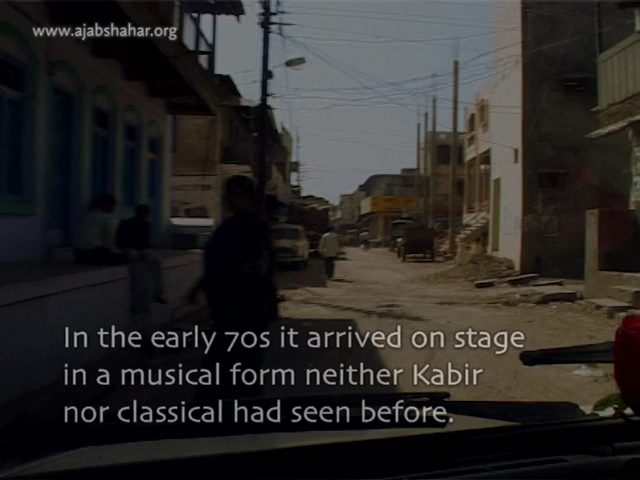 www.ajabshahar.org
In the early 70s it arrived on stage
in a musical form neither Kabir
nor classical had seen before.